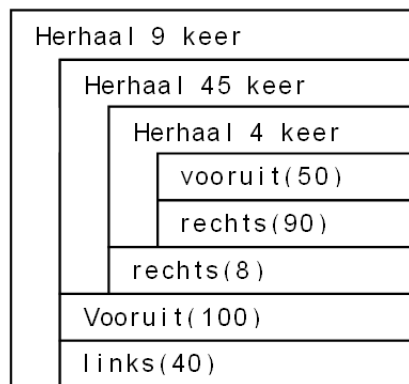 Herhaal 9 keer
Herhaal 45 keer
Herhaal 4 keer
vooruit(50)
rechts(90)
rechts(8)
Vooruit(100)
links(40)